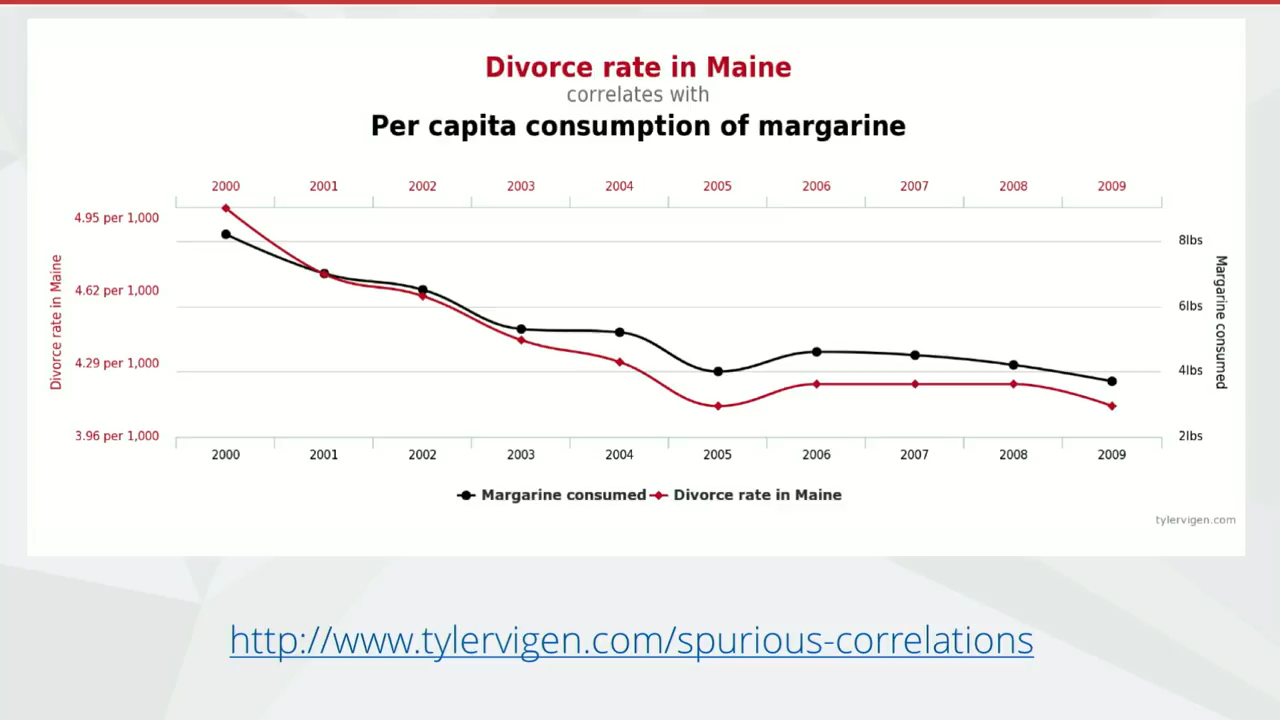 Divorce rate in Maine
correlates with
Per capita consumption of margarine
2000 2001 2002 2003 2004 2005 2006 2007 2008 2009
4.95 per 1,000
4.62 per 1,000
4.29 per 1,000
3.96 per 1,000
Divorce rate in Maine
8lbs
6lbs
4lbs
2lbs
Margarine consumed
2000 2001 2002 2003 2004 2005 2006 2007 2008 2009
Margarine consumed Divorce rate in Maine
tylervigen.com
http://www.tylervigen.com/spurious-correlations